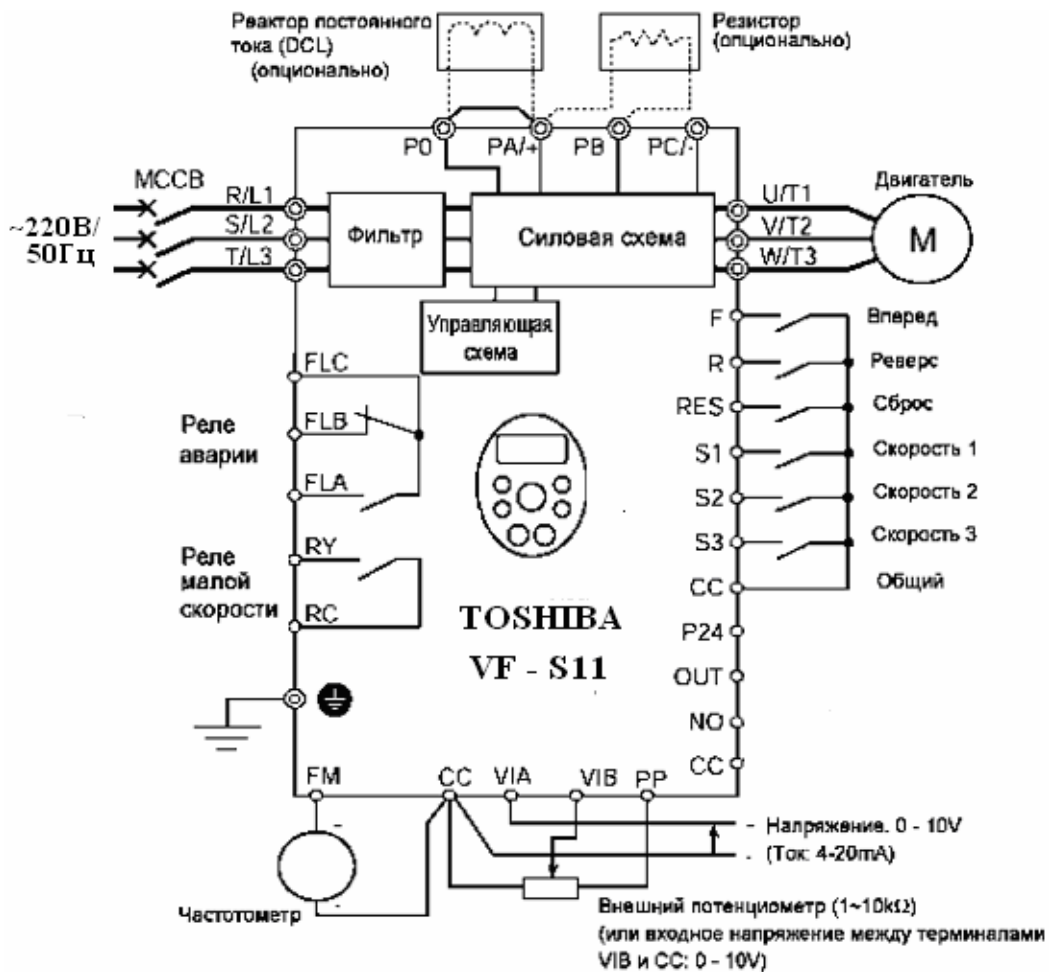 Реактор постоянного
тока (DCL)
(опционально)
Резистор
(опционально)
PO
PA/+
PB
PC/-
MCCB
R/L1
S/L2
T/L3
~220В/
50Гц
Фильтр
Силовая схема
U/T1
V/T2
W/T3
Двигатель
M
Управляющая
схема
FLC
FLB
FLA
Реле
аварии
RY
RC
Реле
малой
скорости
F
Вперед
R
Реверс
RES
Сброс
S1
Скорость 1
S2
Скорость 2
S3
Скорость 3
CC
Общий
P24
OUT
NO
CC
TOSHIBA
VF - S11
FM
CC
VIA
VIB
PP
Частотометр
- Напряжение. 0 - 10V
- (Ток: 4-20mA)
Внешний потенциометр (1~10kΩ)
(или входное напряжение между терминалами
VIB и CC: 0 - 10V)